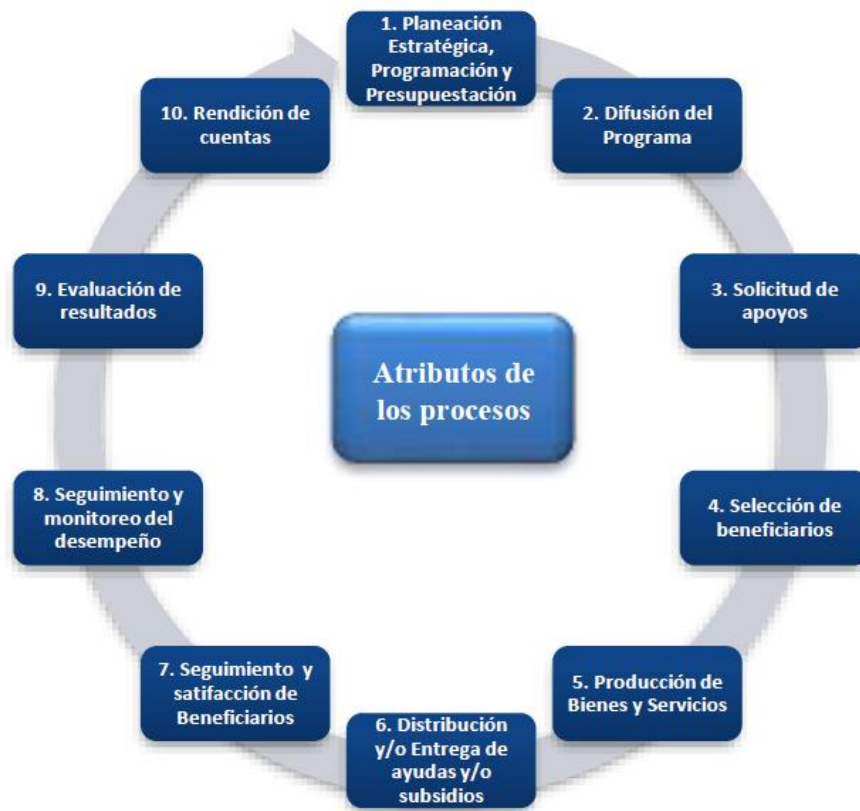 1. Planeación
Estratégica,
Programación y
Presupuestación
2. Difusión del
Programa
3. Solicitud de
apoyos
4. Selección de
beneficiarios
5. Producción de
Bienes y Servicios
6. Distribución
y/o Entrega de
ayudas y/o
subsidios
7. Seguimiento y
satifacción de
Beneficiarios
8. Seguimiento y
monitoreo del
desempeño
9. Evaluación de
resultados
10. Rendición de
cuentas
Atributos de
los procesos